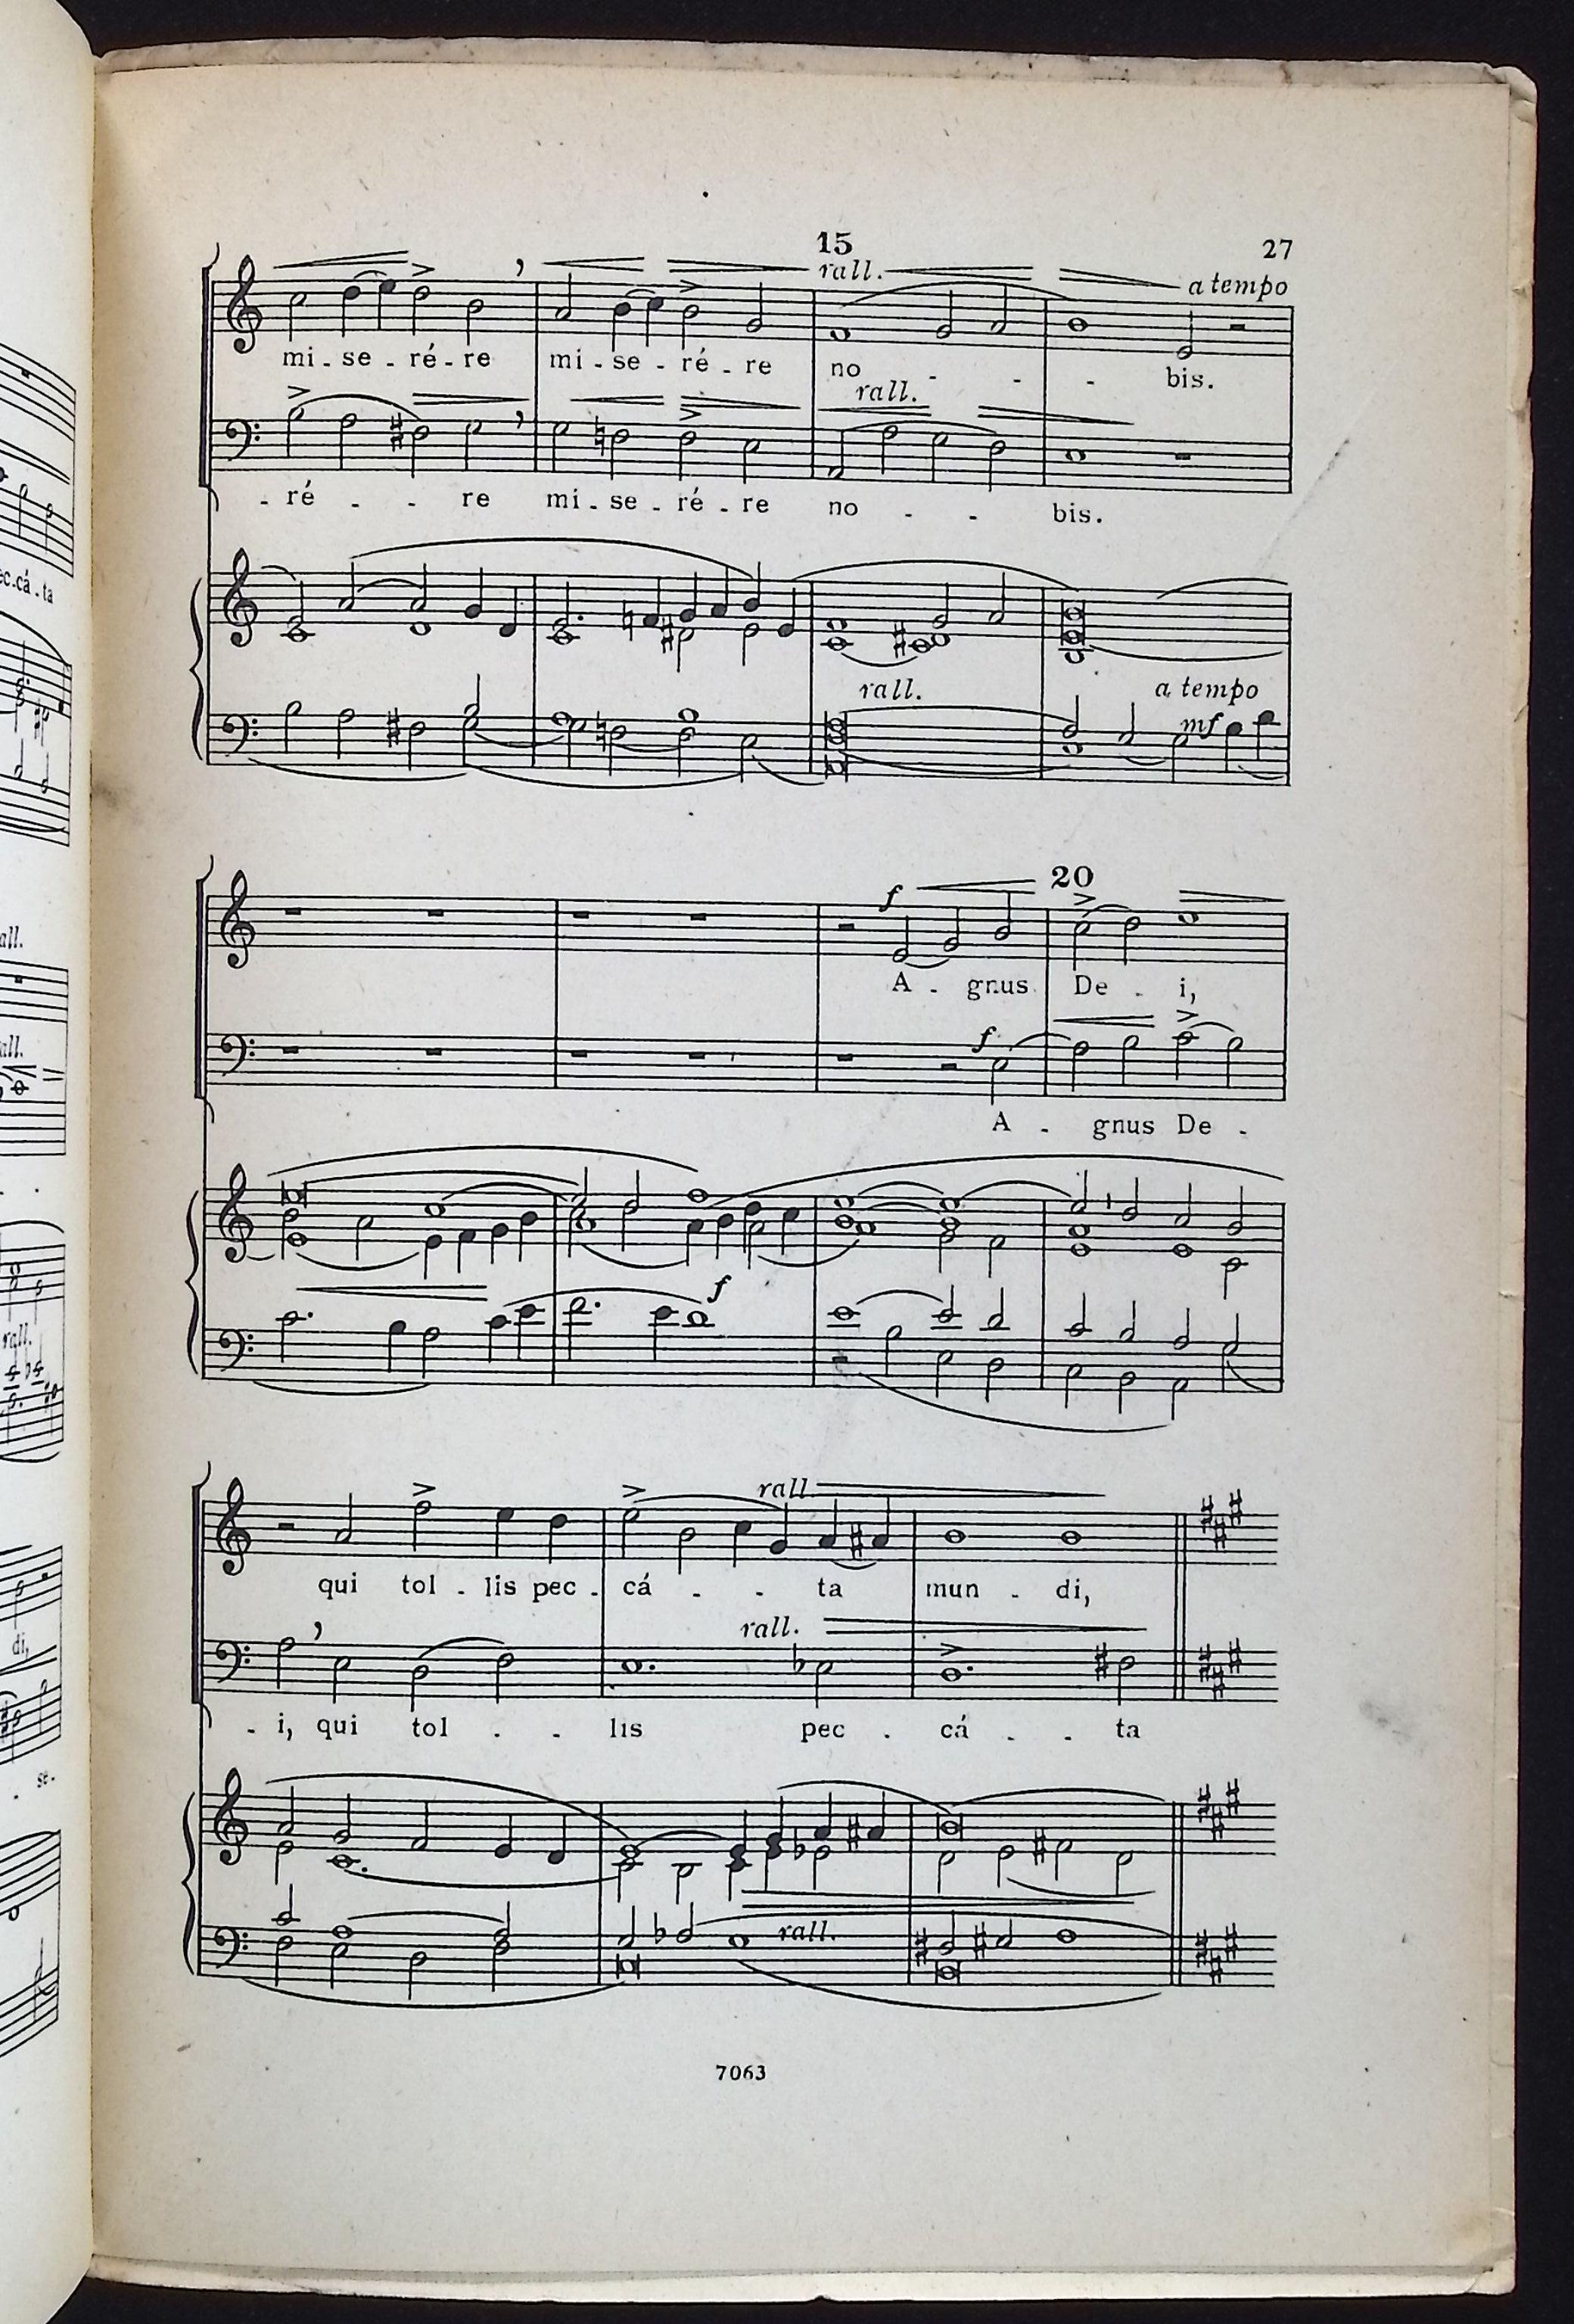 15
27
rall.
a tempo
mi - se - ré - re mi - se - ré - re no - - - bis.
rall.
- ré - - re mi - se - ré - re no - - bis.
rall.
a tempo
mf
f
20
A - gnus De - i,
f
A - gnus De -
f
rall.
qui tol - lis pec - cá - - ta mun - di,
rall.
- i, qui tol - - lis pec - cá - - ta
rall.
7063